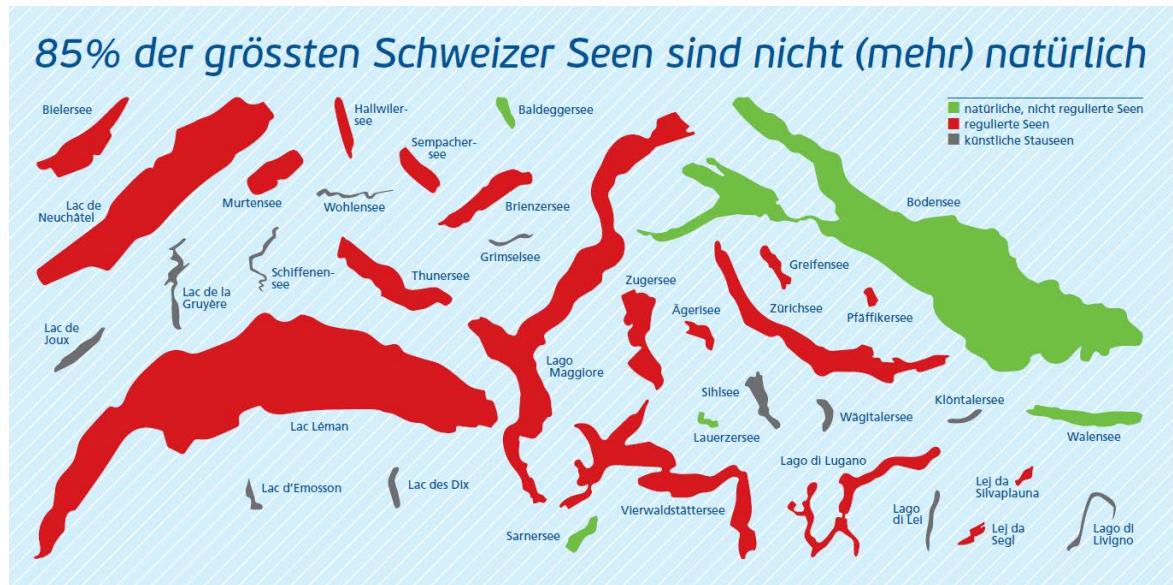 85% der grössten Schweizer Seen sind nicht (mehr) natürlich
natürliche, nicht regulierte Seen
regulierte Seen
künstliche Stauseen
Bielersee
Hallwiler-
see
Baldeggersee
Sempacher-
see
Lac de
Neuchâtel
Murtensee
Wohlensee
Brienzersee
Bodensee
Grimselsee
Schiffenen-
see
Thunersee
Lac de la
Gruyère
Zugersee
Ägerisee
Greifensee
Zürichsee
Pfäffikersee
Lac de
Joux
Lago
Maggiore
Lac Léman
Sihlsee
Wägitalersee
Klöntalersee
Lauerzersee
Walensee
Lac d'Emosson
Lac des Dix
Vierwaldstättersee
Sarnersee
Lago di Lugano
Lago
di Lei
Lej da
Silvaplauna
Lej da
Segl
Lago di
Livigno